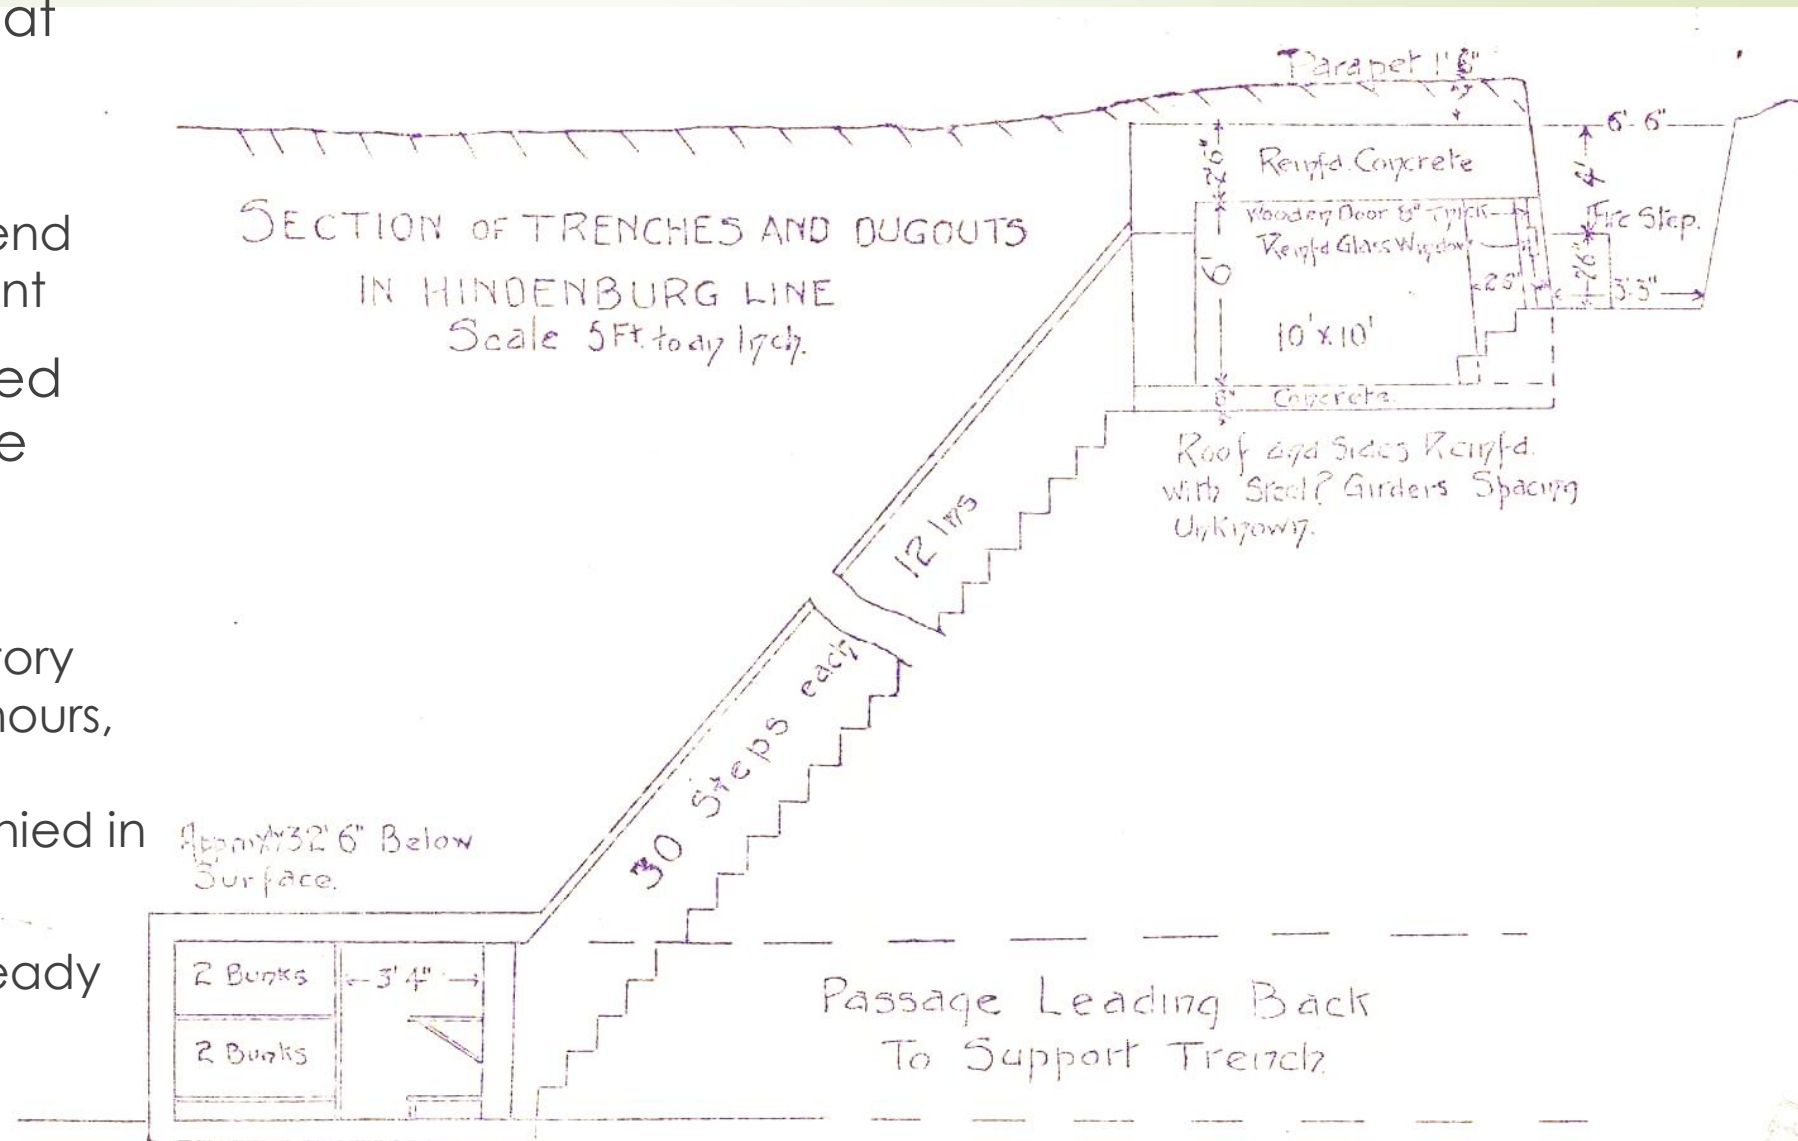 at
end
nt
ed
e
tory
hours,
nied in
eady
Parapet 1' 6"
6'-6"
2'6"
Reinfd. Concrete
4'
Wooden Door 8" Thick
Fire Step.
Reinfd Glass Window
6'
2'6"
3'3"
10' x 10'
Concrete.
SECTION OF TRENCHES AND DUGOUTS
IN HINDENBURG LINE
Scale 5 Ft. to an Inch.
Roof and Sides Reinfd.
with Steel? Girders Spacing
Unknown.
12 Ins
30 Steps each
32' 6" Below
Surface.
2 Bunks
3' 4"
2 Bunks
Passage Leading Back
To Support Trench